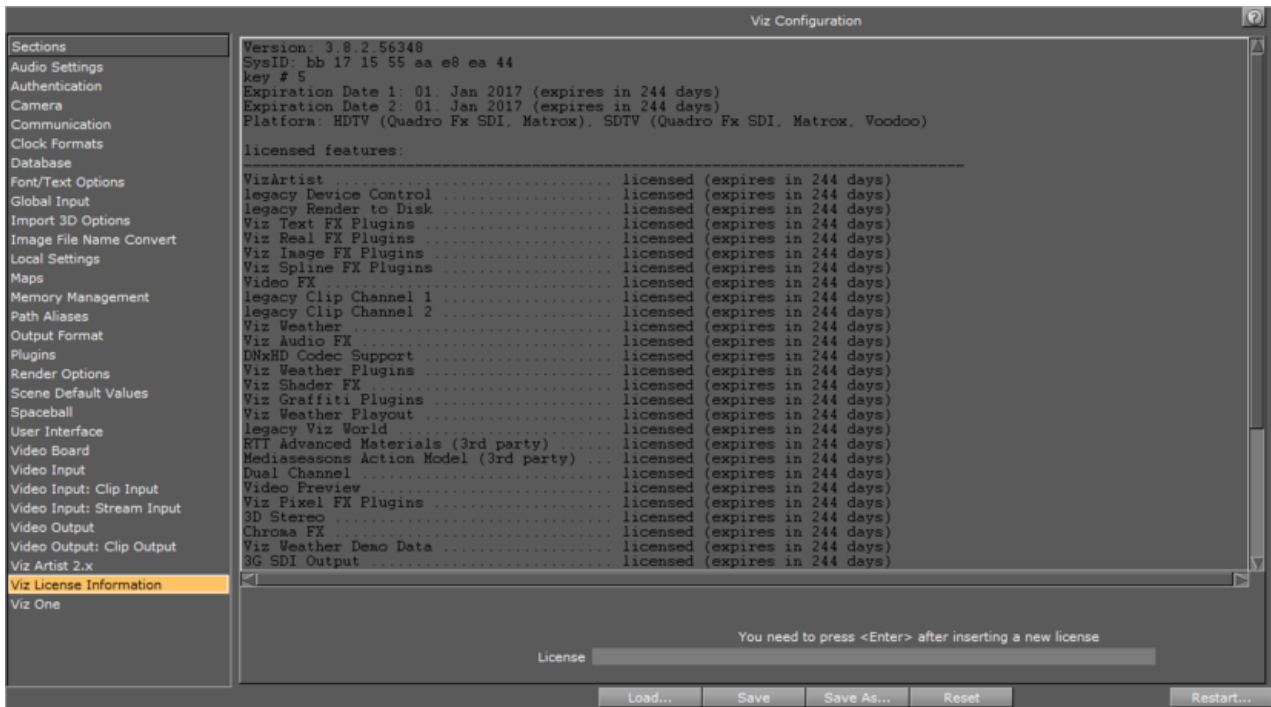 Viz Configuration
?
Sections
Audio Settings
Authentication
Camera
Communication
Clock Formats
Database
Font/Text Options
Global Input
Import 3D Options
Image File Name Convert
Local Settings
Maps
Memory Management
Path Aliases
Output Format
Plugins
Render Options
Scene Default Values
Spaceball
User Interface
Video Board
Video Input
Video Input: Clip Input
Video Input: Stream Input
Video Output
Video Output: Clip Output
Viz Artist 2.x
Viz License Information
Viz One
Version: 3.8.2.56348
SysID: bb 17 15 55 aa e8 ea 44
key # 5
Expiration Date 1: 01. Jan 2017 (expires in 244 days)
Expiration Date 2: 01. Jan 2017 (expires in 244 days)
Platform: HDTV (Quadro Fx SDI, Matrox), SDTV (Quadro Fx SDI, Matrox, Voodoo)
licensed features:
VizArtist ............................... licensed (expires in 244 days)
legacy Device Control ................... licensed (expires in 244 days)
legacy Render to Disk ................... licensed (expires in 244 days)
Viz Text FX Plugins ..................... licensed (expires in 244 days)
Viz Real FX Plugins ..................... licensed (expires in 244 days)
Viz Image FX Plugins .................... licensed (expires in 244 days)
Viz Spline FX Plugins ................... licensed (expires in 244 days)
Video FX ................................ licensed (expires in 244 days)
legacy Clip Channel 1 ................... licensed (expires in 244 days)
legacy Clip Channel 2 ................... licensed (expires in 244 days)
Viz Weather ............................. licensed (expires in 244 days)
Viz Audio FX ............................ licensed (expires in 244 days)
DNxHD Codec Support ..................... licensed (expires in 244 days)
Viz Weather Plugins ..................... licensed (expires in 244 days)
Viz Shader FX ........................... licensed (expires in 244 days)
Viz Graffiti Plugins .................... licensed (expires in 244 days)
Viz Weather Playout ..................... licensed (expires in 244 days)
legacy Viz World ........................ licensed (expires in 244 days)
RTT Advanced Materials (3rd party) ...... licensed (expires in 244 days)
Mediaseasons Action Model (3rd party) ... licensed (expires in 244 days)
Dual Channel ............................ licensed (expires in 244 days)
Video Preview ........................... licensed (expires in 244 days)
Viz Pixel FX Plugins .................... licensed (expires in 244 days)
3D Stereo ............................... licensed (expires in 244 days)
Chroma FX ............................... licensed (expires in 244 days)
Viz Weather Demo Data ................... licensed (expires in 244 days)
3G SDI Output ........................... licensed (expires in 244 days)
You need to press <Enter> after inserting a new license
License
Load... Save Save As... Reset Restart...